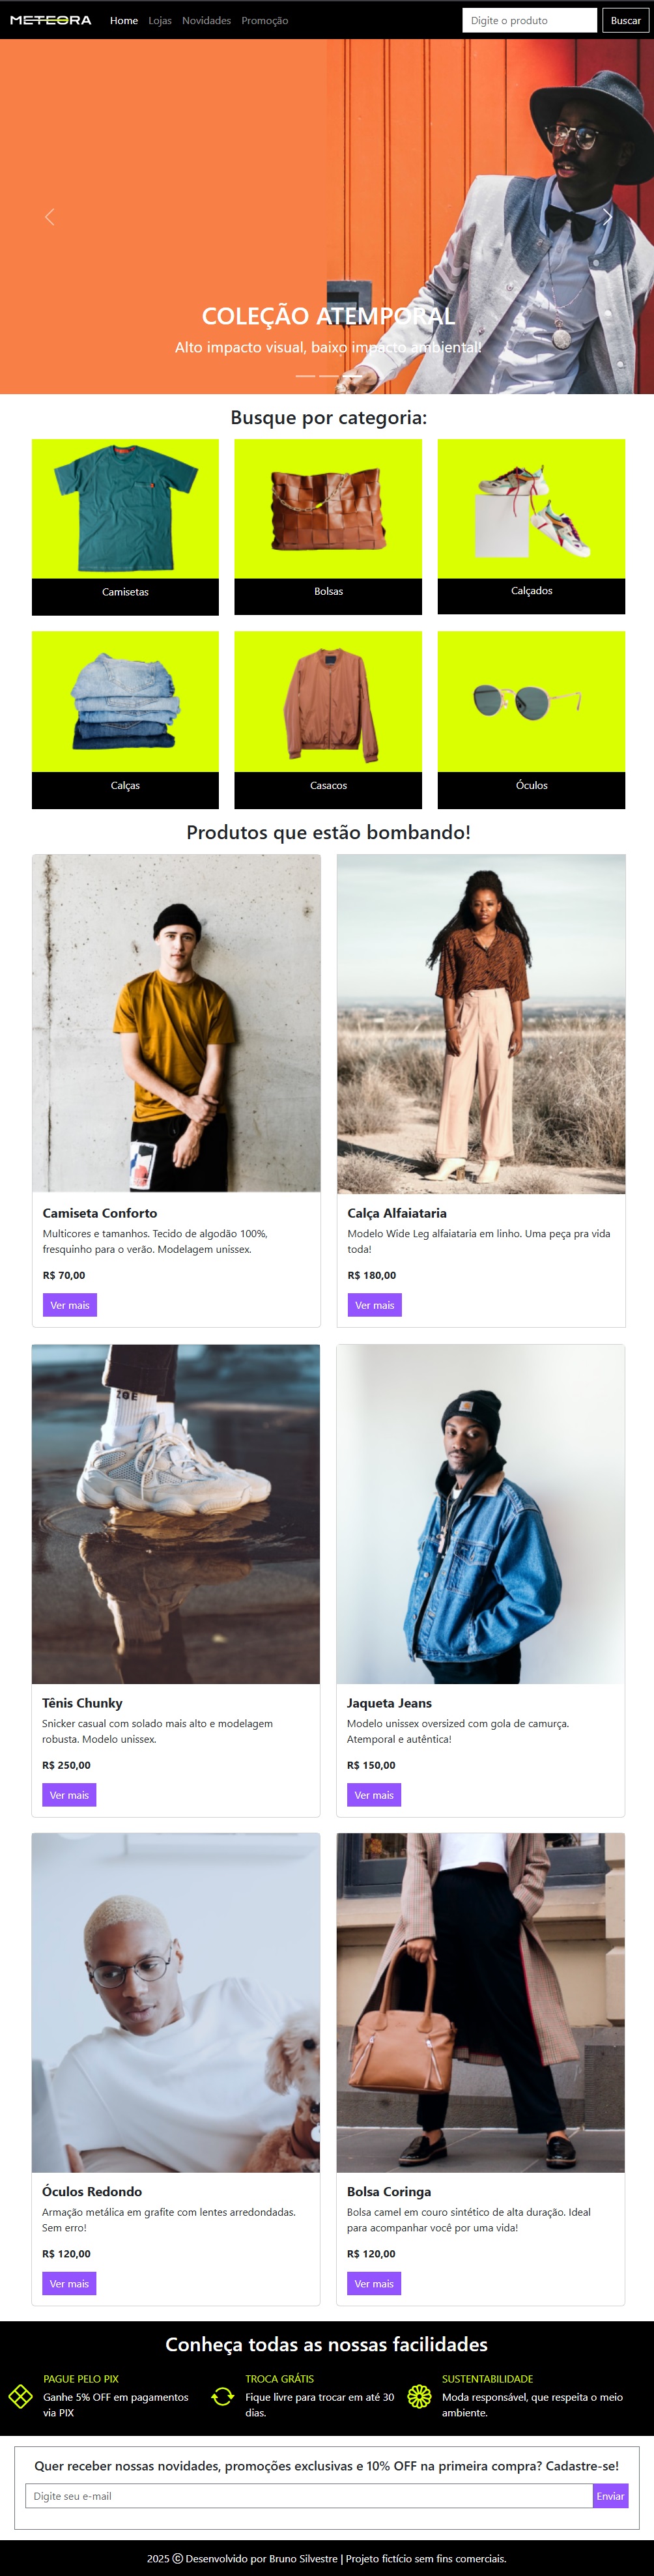 METEORA Home Lojas Novidades Promoção Digite o produto Buscar
COLEÇÃO ATEMPORAL
Alto impacto visual, baixo impacto ambiental!
Busque por categoria:
Camisetas Bolsas Calçados
Calças Casacos Óculos
Produtos que estão bombando!
Camiseta Conforto
Multicores e tamanhos. Tecido de algodão 100%,
fresquinho para o verão. Modelagem unissex.
R$ 70,00
Ver mais
Calça Alfaiataria
Modelo Wide Leg alfaiataria em linho. Uma peça pra vida
toda!
R$ 180,00
Ver mais
ZOE
Tênis Chunky
Snicker casual com solado mais alto e modelagem
robusta. Modelo unissex.
R$ 250,00
Ver mais
Jaqueta Jeans
Modelo unissex oversized com gola de camurça.
Atemporal e autêntica!
R$ 150,00
Ver mais
Óculos Redondo
Armação metálica em grafite com lentes arredondadas.
Sem erro!
R$ 120,00
Ver mais
Bolsa Coringa
Bolsa camel em couro sintético de alta duração. Ideal
para acompanhar você por uma vida!
R$ 120,00
Ver mais
Conheça todas as nossas facilidades
PAGUE PELO PIX
Ganhe 5% OFF em pagamentos
via PIX
TROCA GRÁTIS
Fique livre para trocar em até 30
dias.
SUSTENTABILIDADE
Moda responsável, que respeita o meio
ambiente.
Quer receber nossas novidades, promoções exclusivas e 10% OFF na primeira compra? Cadastre-se!
Digite seu e-mail Enviar
2025 © Desenvolvido por Bruno Silvestre | Projeto fictício sem fins comerciais.